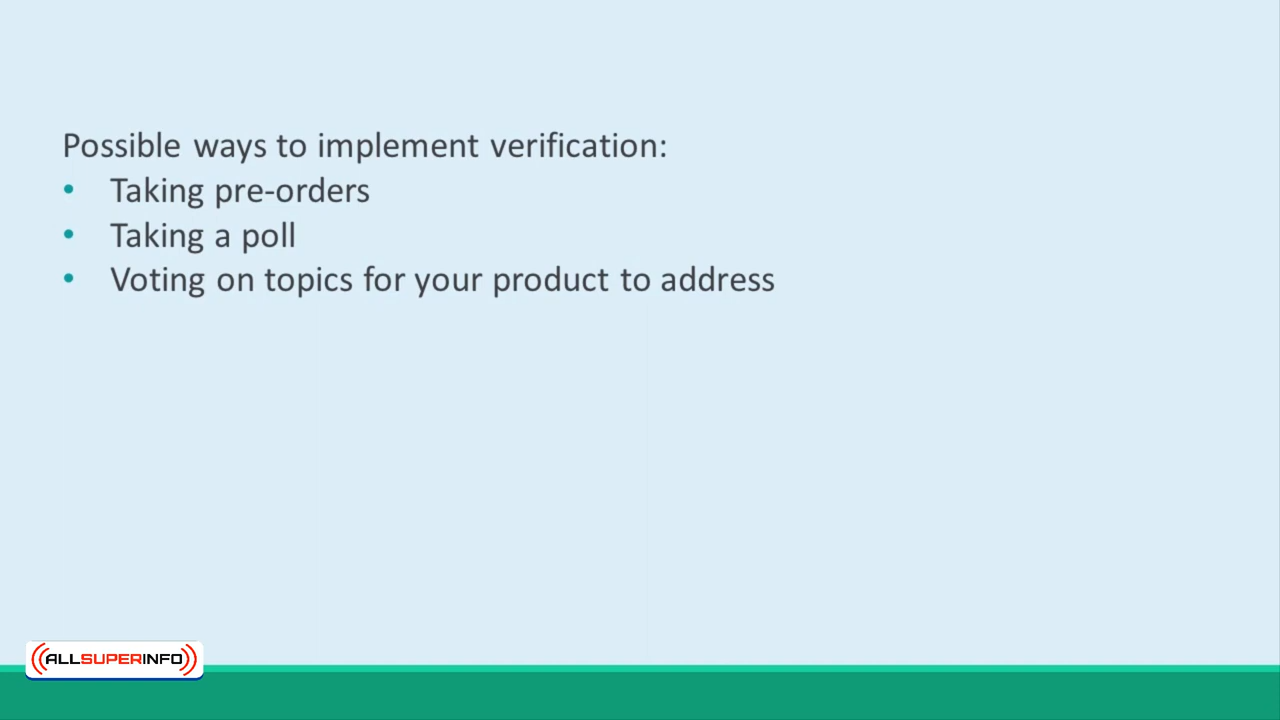 Possible ways to implement verification:
• Taking pre-orders
• Taking a poll
• Voting on topics for your product to address
ALLSUPERINFO